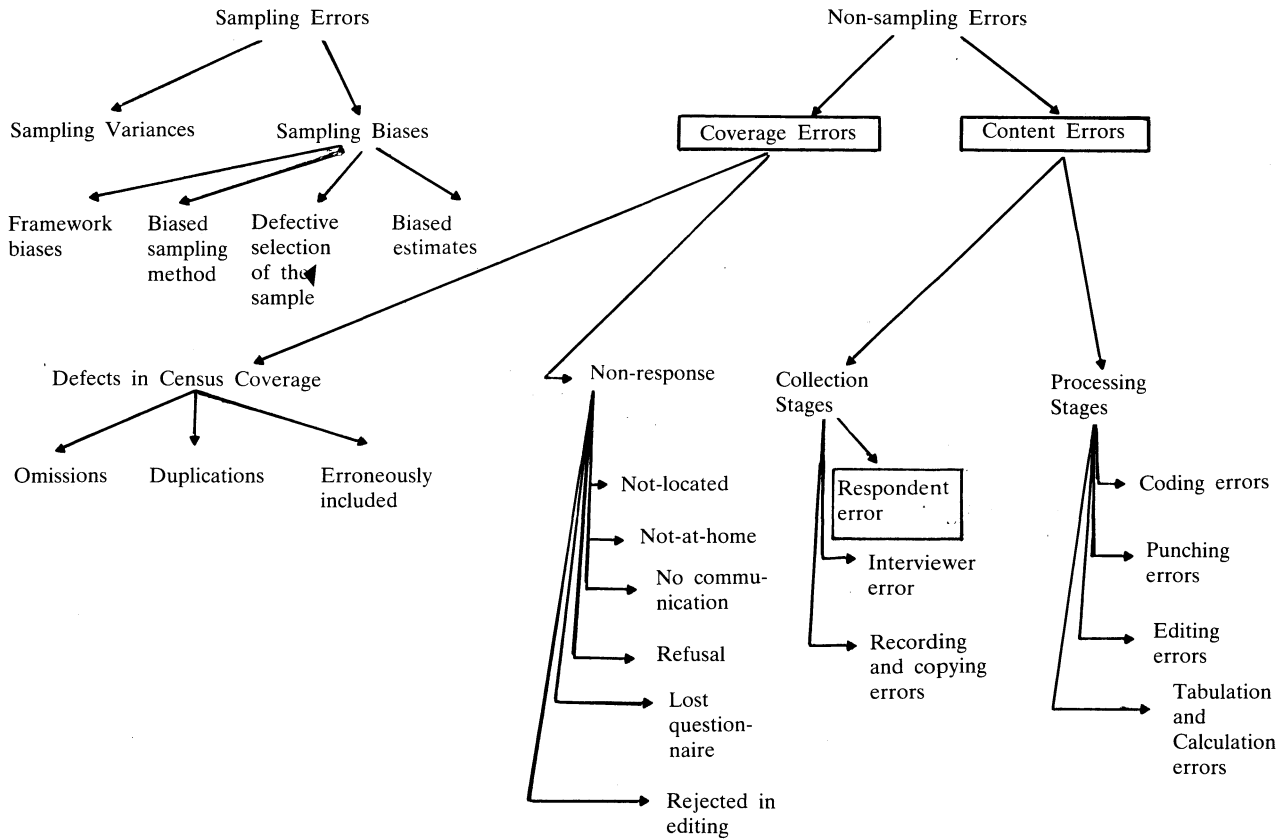 Sampling Errors
Non-sampling Errors
Sampling Variances
Sampling Biases
Coverage Errors
Content Errors
Framework
biases
Biased
sampling
method
Defective
selection
of the
sample
Biased
estimates
Defects in Census Coverage
Non-response
Collection
Stages
Processing
Stages
Omissions
Duplications
Erroneously
included
Not-located
Not-at-home
No commu-
nication
Refusal
Lost
question-
naire
Rejected in
editing
Respondent
error
Interviewer
error
Recording
and copying
errors
Coding errors
Punching
errors
Editing
errors
Tabulation
and
Calculation
errors